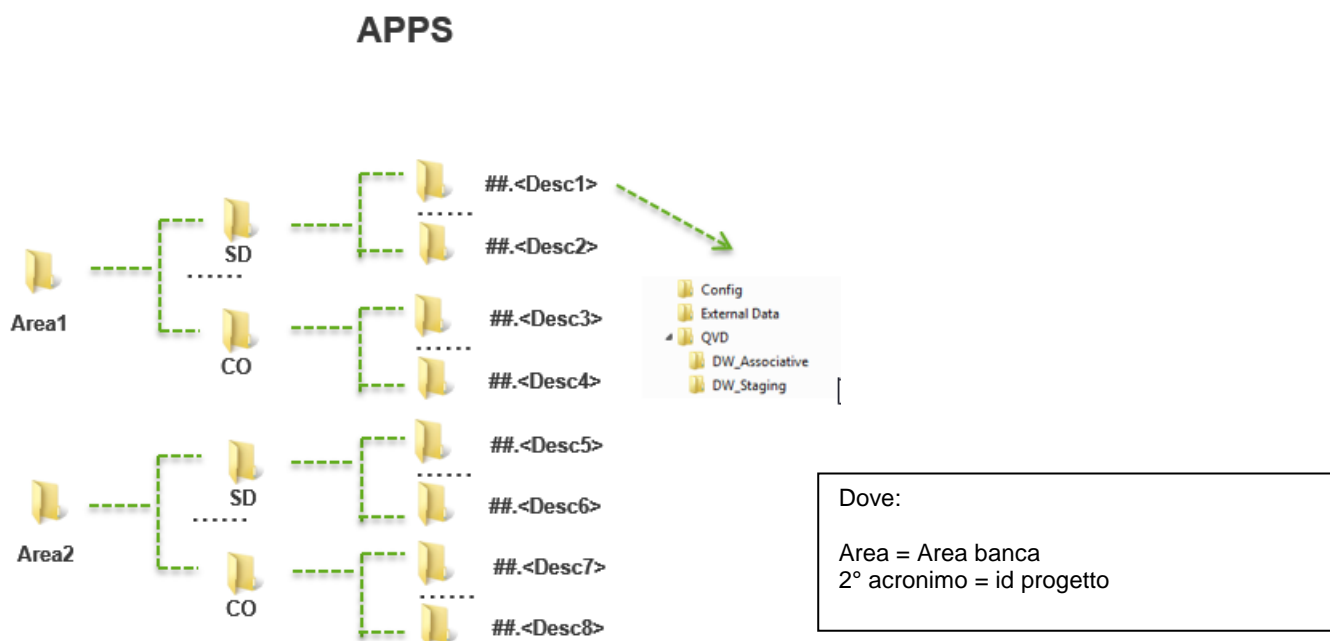 APPS
##.<Desc1>
##.<Desc2>
SD
Area1
CO
##.<Desc3>
##.<Desc4>
Config
External Data
QVD
DW_Associative
DW_Staging
##.<Desc5>
##.<Desc6>
SD
Area2
CO
##.<Desc7>
##.<Desc8>
Dove:
Area = Area banca
2° acronimo = id progetto